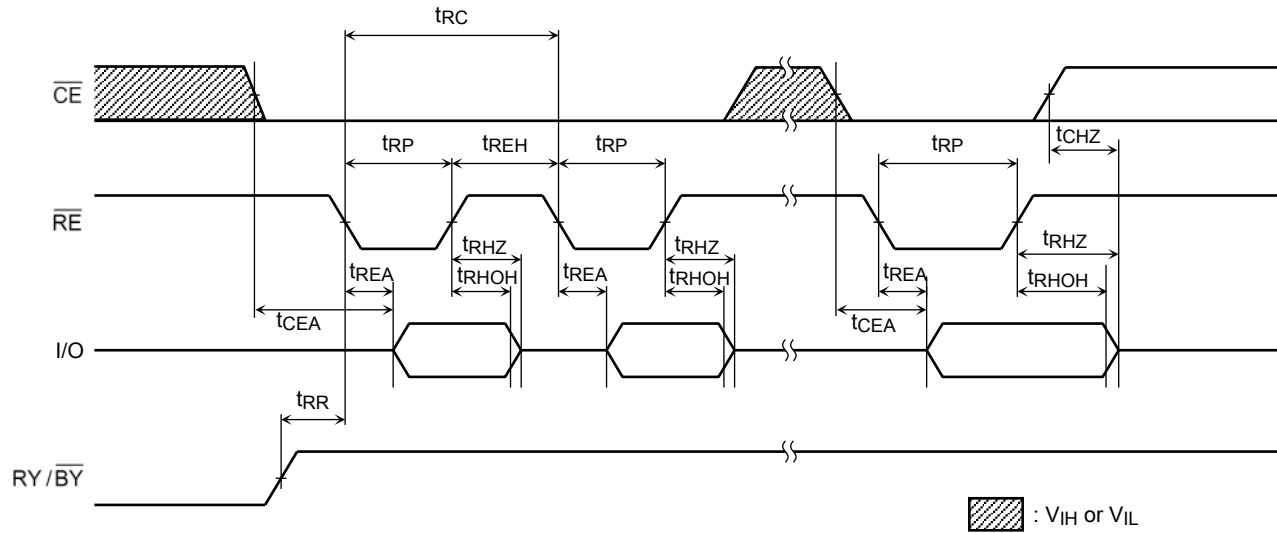 tRC
CE
tRP
tREH
tRP
tRP
tCHZ
RE
tRHZ
tRHZ
tRHZ
tREA
tRHOH
tREA
tRHOH
tREA
tRHOH
tCEA
tCEA
I/O
tRR
RY / BY
: VIH or VIL